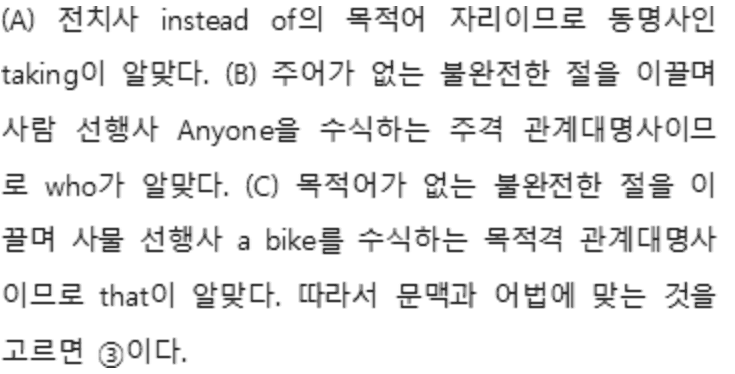 (A) 전치사 instead of의 목적어 자리이므로 동명사인
taking이 알맞다. (B) 주어가 없는 불완전한 절을 이끌며
사람 선행사 Anyone을 수식하는 주격 관계대명사이므
로 who가 알맞다. (C) 목적어가 없는 불완전한 절을 이
끌며 사물 선행사 a bike를 수식하는 목적격 관계대명사
이므로 that이 알맞다. 따라서 문맥과 어법에 맞는 것을
고르면 ③이다.